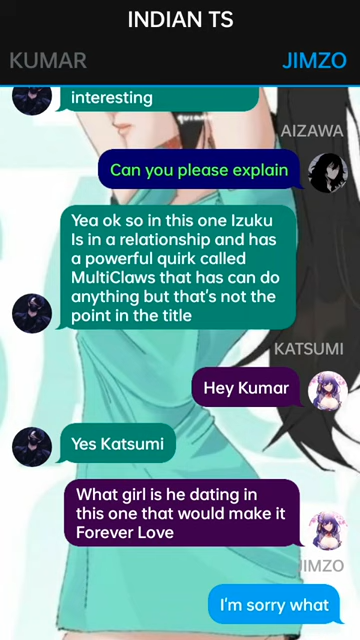 INDIAN TS
KUMAR
JIMZO
interesting
AIZAWA
Can you please explain
Yea ok so in this one Izuku
Is in a relationship and has
a powerful quirk called
MultiClaws that has can do
anything but that's not the
point in the title
KATSUMI
Hey Kumar
Yes Katsumi
What girl is he dating in
this one that would make it
Forever Love
JIMZO
I'm sorry what